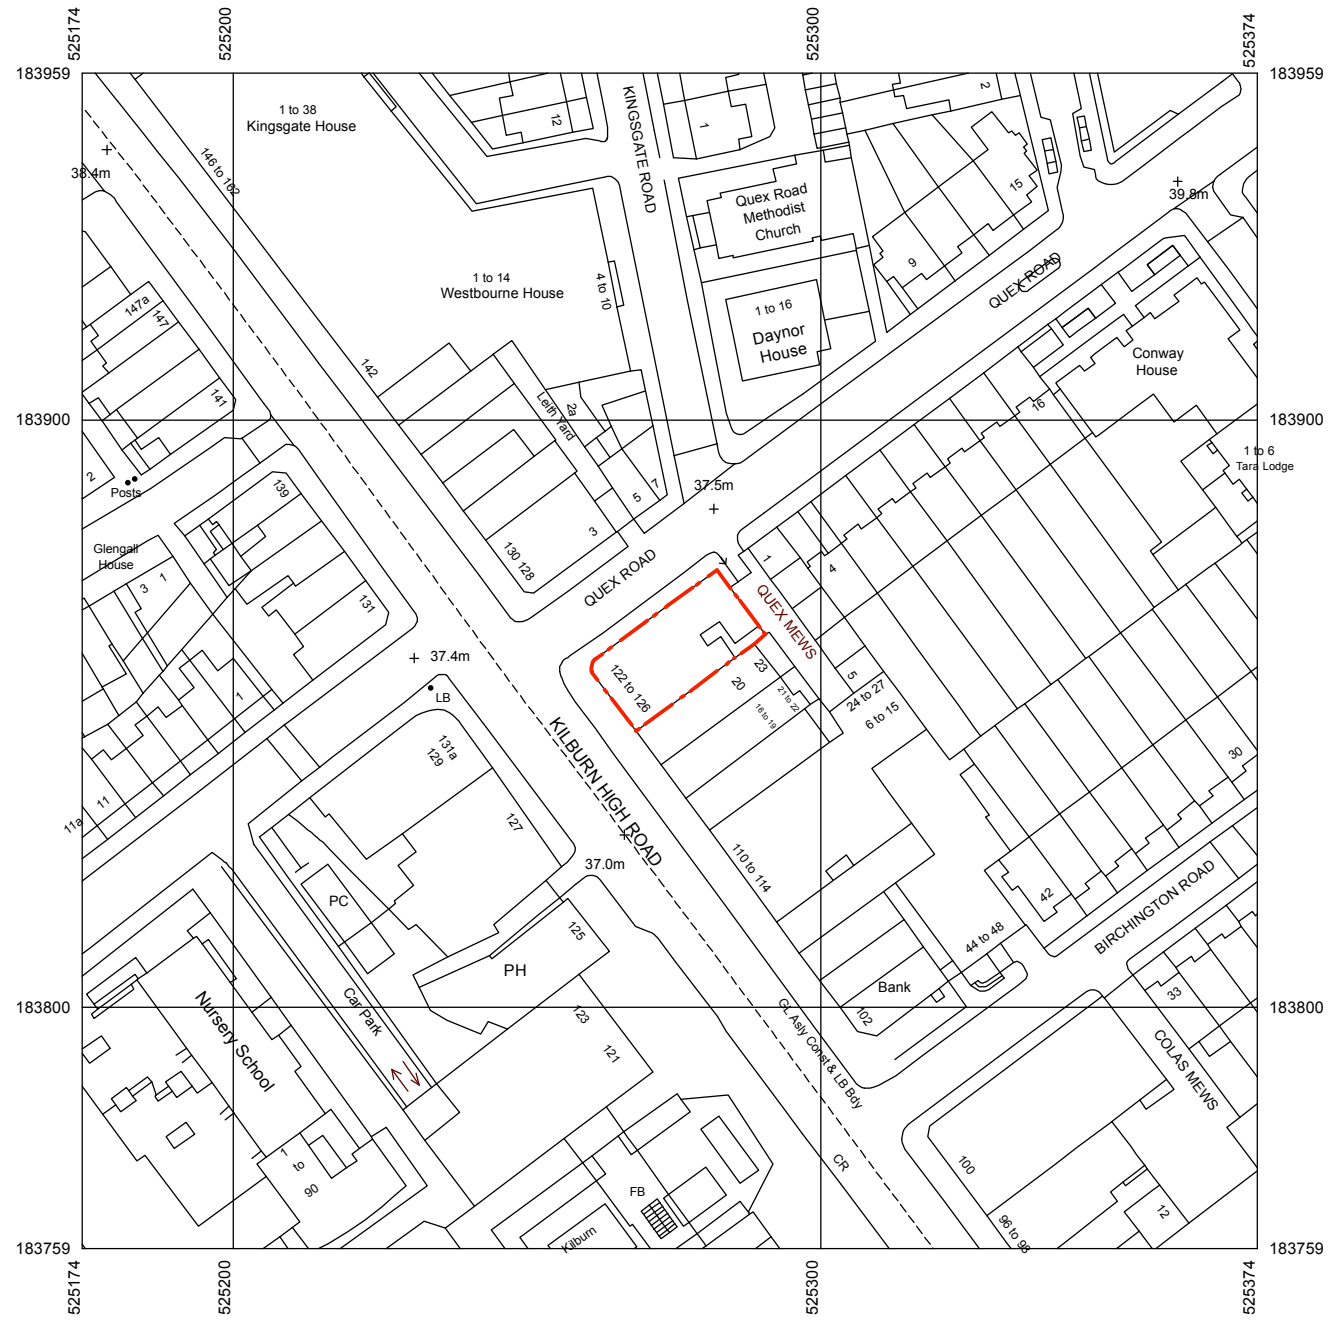 525174
525200
525300
525374
183959
183959
1 to 38
Kingsgate House
12
KINGSGATE ROAD
1
2
38.4m
146 to 162
Quex Road
Methodist
Church
15
39.8m
9
QUEX ROAD
1 to 14
Westbourne House
4 to 10
1 to 16
Daynor
House
147a
147
141
142
Conway
House
2a
Leith Yard
16
183900
183900
1 to 6
Tara Lodge
2
Posts
139
5
7
37.5m
3
130
128
QUEX ROAD
1
4
QUEX MEWS
Glengall
House
3
1
131
37.4m
LB
1
122 to 126
23
20
21 to 22
16 to 19
5
24 to 27
6 to 15
KILBURN HIGH ROAD
131a
129
127
30
11
11a
37.0m
110 to 114
42
BIRCHINGTON ROAD
PC
125
PH
44 to 48
Bank
33
183800
183800
Nursery School
Car Park
123
121
102
GL Asly Const & LB Bdy
COLAS MEWS
1
to
90
FB
Kilburn
CR
100
96 to 98
12
183759
183759
525174
525200
525300
525374